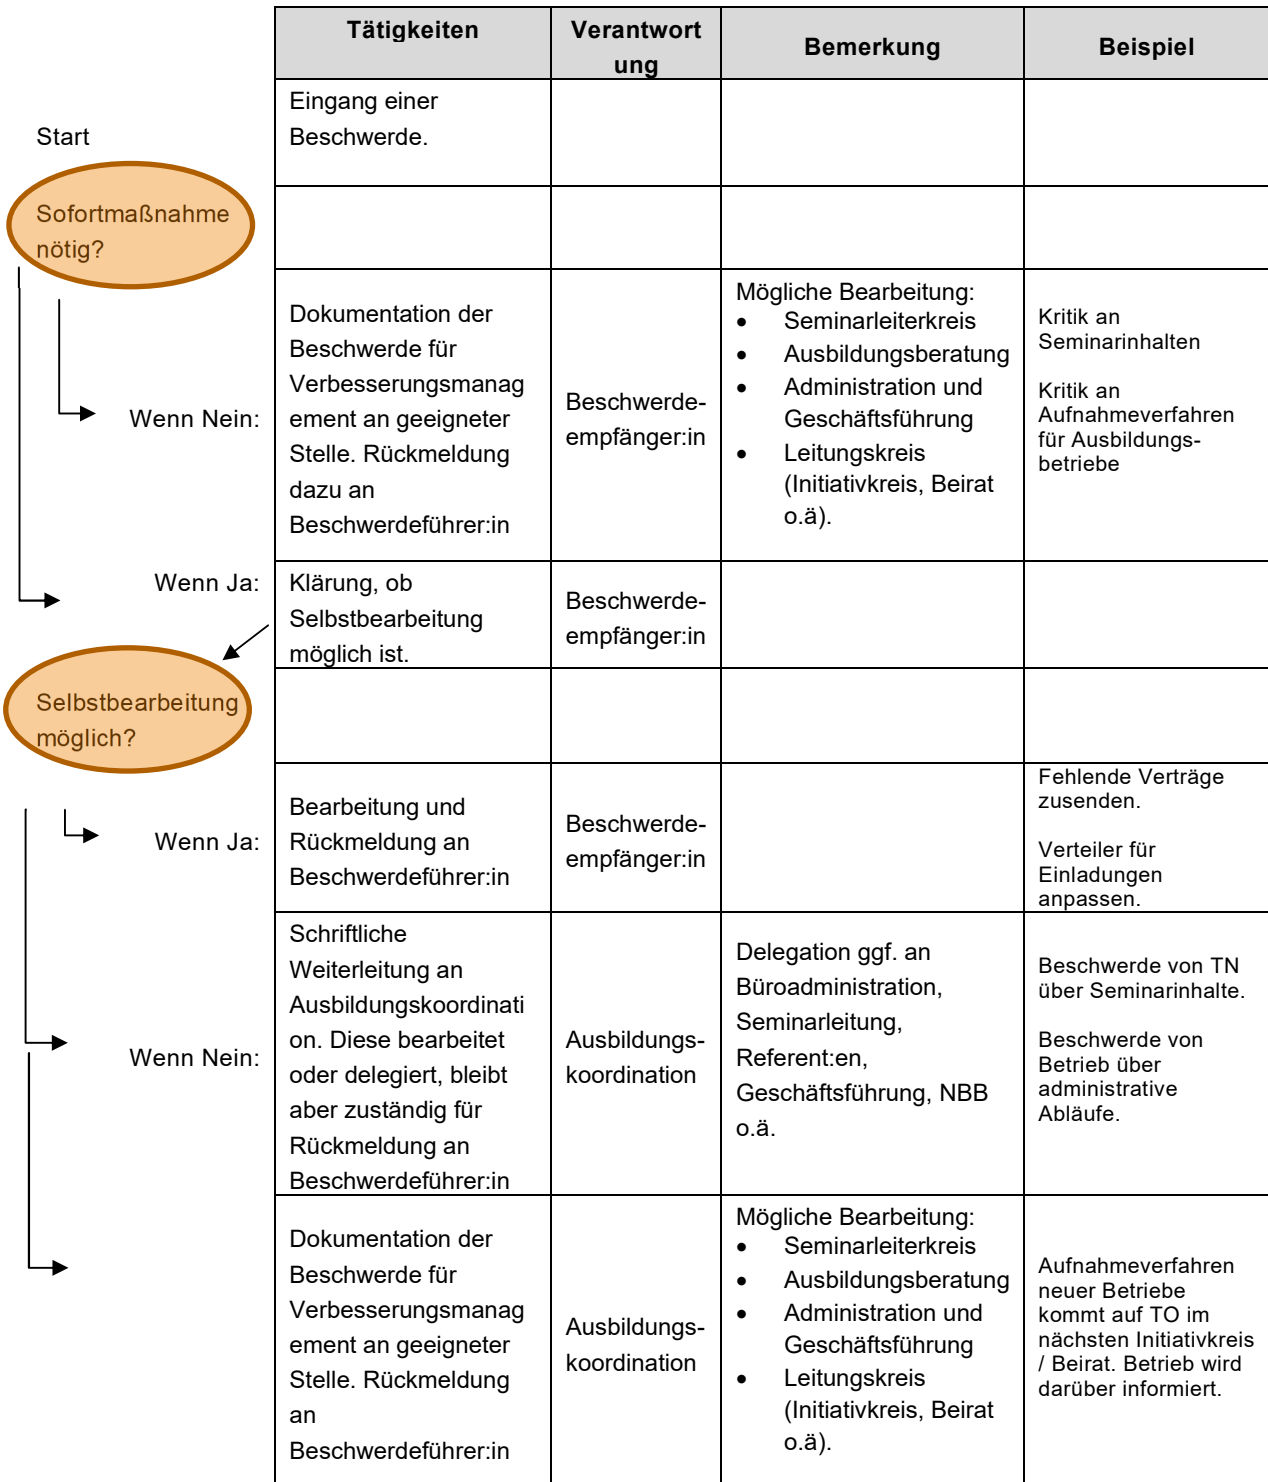 Tätigkeiten
Verantwort
ung
Bemerkung
Beispiel
Start
Eingang einer
Beschwerde.
Sofortmaßnahme
nötig?
Wenn Nein:
Dokumentation der
Beschwerde für
Verbesserungsmanag
ement an geeigneter
Stelle. Rückmeldung
dazu an
Beschwerdeführer:in
Beschwerde-
empfänger:in
Mögliche Bearbeitung:
• Seminarleiterkreis
• Ausbildungsberatung
• Administration und
Geschäftsführung
• Leitungskreis
(Initiativkreis, Beirat
o.ä).
Kritik an
Seminarinhalten
Kritik an
Aufnahmeverfahren
für Ausbildungs-
betriebe
Wenn Ja:
Klärung, ob
Selbstbearbeitung
möglich ist.
Beschwerde-
empfänger:in
Selbstbearbeitung
möglich?
Wenn Ja:
Bearbeitung und
Rückmeldung an
Beschwerdeführer:in
Beschwerde-
empfänger:in
Fehlende Verträge
zusenden.
Verteiler für
Einladungen
anpassen.
Wenn Nein:
Schriftliche
Weiterleitung an
Ausbildungskoordinati
on. Diese bearbeitet
oder delegiert, bleibt
aber zuständig für
Rückmeldung an
Beschwerdeführer:in
Ausbildungs-
koordination
Delegation ggf. an
Büroadministration,
Seminarleitung,
Referent:en,
Geschäftsführung, NBB
o.ä.
Beschwerde von TN
über Seminarinhalte.
Beschwerde von
Betrieb über
administrative
Abläufe.
Dokumentation der
Beschwerde für
Verbesserungsmanag
ement an geeigneter
Stelle. Rückmeldung
an
Beschwerdeführer:in
Ausbildungs-
koordination
Mögliche Bearbeitung:
• Seminarleiterkreis
• Ausbildungsberatung
• Administration und
Geschäftsführung
• Leitungskreis
(Initiativkreis, Beirat
o.ä).
Aufnahmeverfahren
neuer Betriebe
kommt auf TO im
nächsten Initiativkreis
/ Beirat. Betrieb wird
darüber informiert.